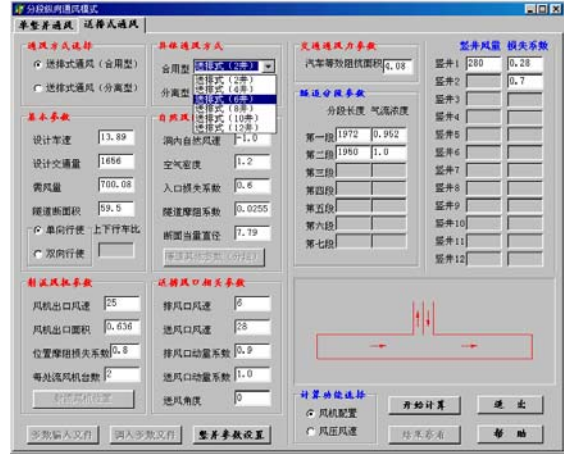 分段纵向通风模式
单竖井通风 送排式通风
通风方式选择
送排式通风（合用型）
送排式通风（分离型）
具体通风方式
合用型 送排式（2井）
分离型
送排式（2井）
送排式（4井）
送排式（6井）
送排式（8井）
送排式（10井）
送排式（12井）
交通通风力参数
汽车等效阻抗面积 4.08
竖井风量 损失系数
竖井1 280 0.28
竖井2 0.7
竖井3
竖井4
竖井5
竖井6
竖井7
竖井8
竖井9
竖井10
竖井11
竖井12
隧道分段参数
分段长度 气流浓度
第一段 1972 0.952
第二段 1950 1.0
第三段
第四段
第五段
第六段
第七段
基本参数
设计车速 13.89
设计交通量 1656
需风量 700.08
隧道断面积 59.5
单向行使 上下行车比
双向行使
自然风
洞内自然风速 -1.0
空气密度 1.2
入口损失系数 0.6
隧道摩阻系数 0.0255
断面当量直径 7.79
隧道其他参数（分段）
射流风机参数
风机出口风速 25
风机出口面积 0.636
位置摩阻损失系数 0.8
每处流风机台数 2
射流风机位置
送排风口相关参数
排风口风速 6
送风口风速 28
排风口动量系数 0.9
送风口动量系数 1.0
送风角度 0
计算功能选择
风机配置
风压风速
开始计算 退 出
结果察看 帮 助
参数输入文件 调入参数文件 竖井参数设置